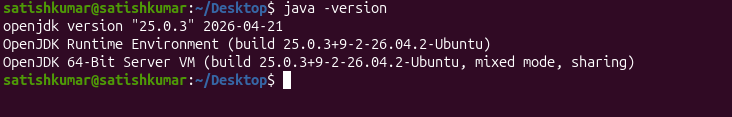 satishkumar@satishkumar:~/Desktop$ java -version
openjdk version "25.0.3" 2026-04-21
OpenJDK Runtime Environment (build 25.0.3+9-2-26.04.2-Ubuntu)
OpenJDK 64-Bit Server VM (build 25.0.3+9-2-26.04.2-Ubuntu, mixed mode, sharing)
satishkumar@satishkumar:~/Desktop$